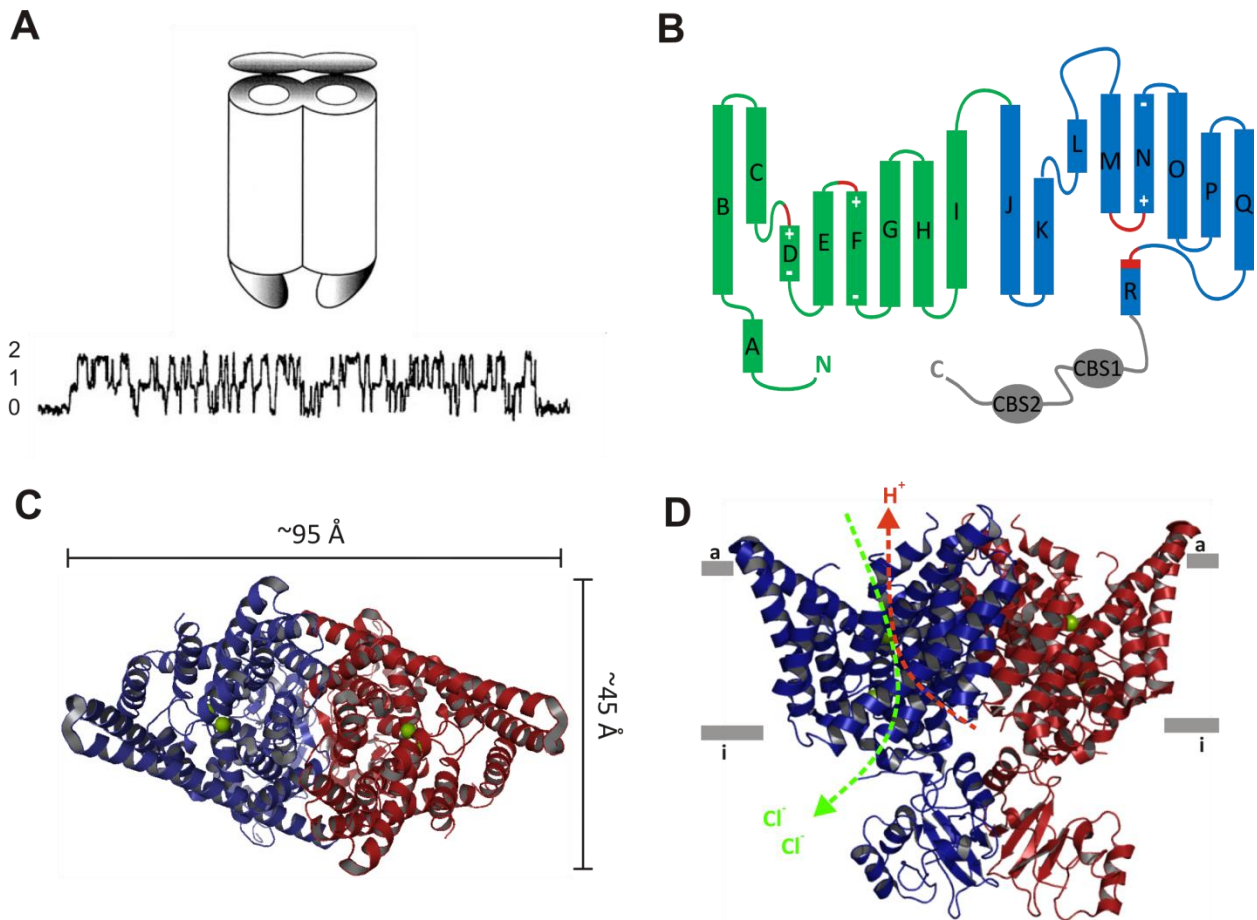 A
2
1
0
B
B
C
D
+
-
E
F
+
-
G
H
I
J
K
L
M
N
-
+
O
P
Q
R
A
N
C
CBS1
CBS2
C
~95 Å
~45 Å
D
H+
a
a
i
i
Cl-
Cl-